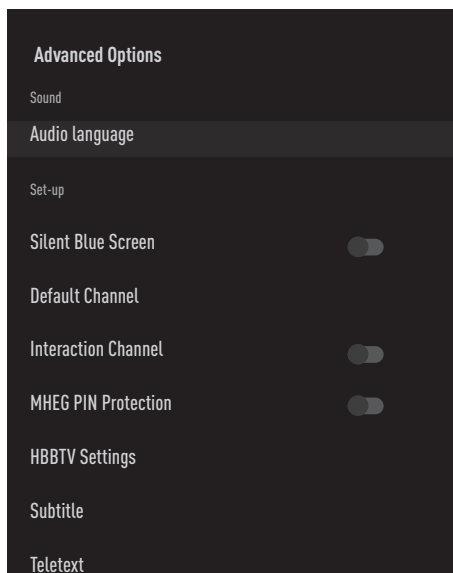 Advanced Options
Sound
Audio language
Set-up
Silent Blue Screen
Default Channel
Interaction Channel
MHEG PIN Protection
HBBTV Settings
Subtitle
Teletext